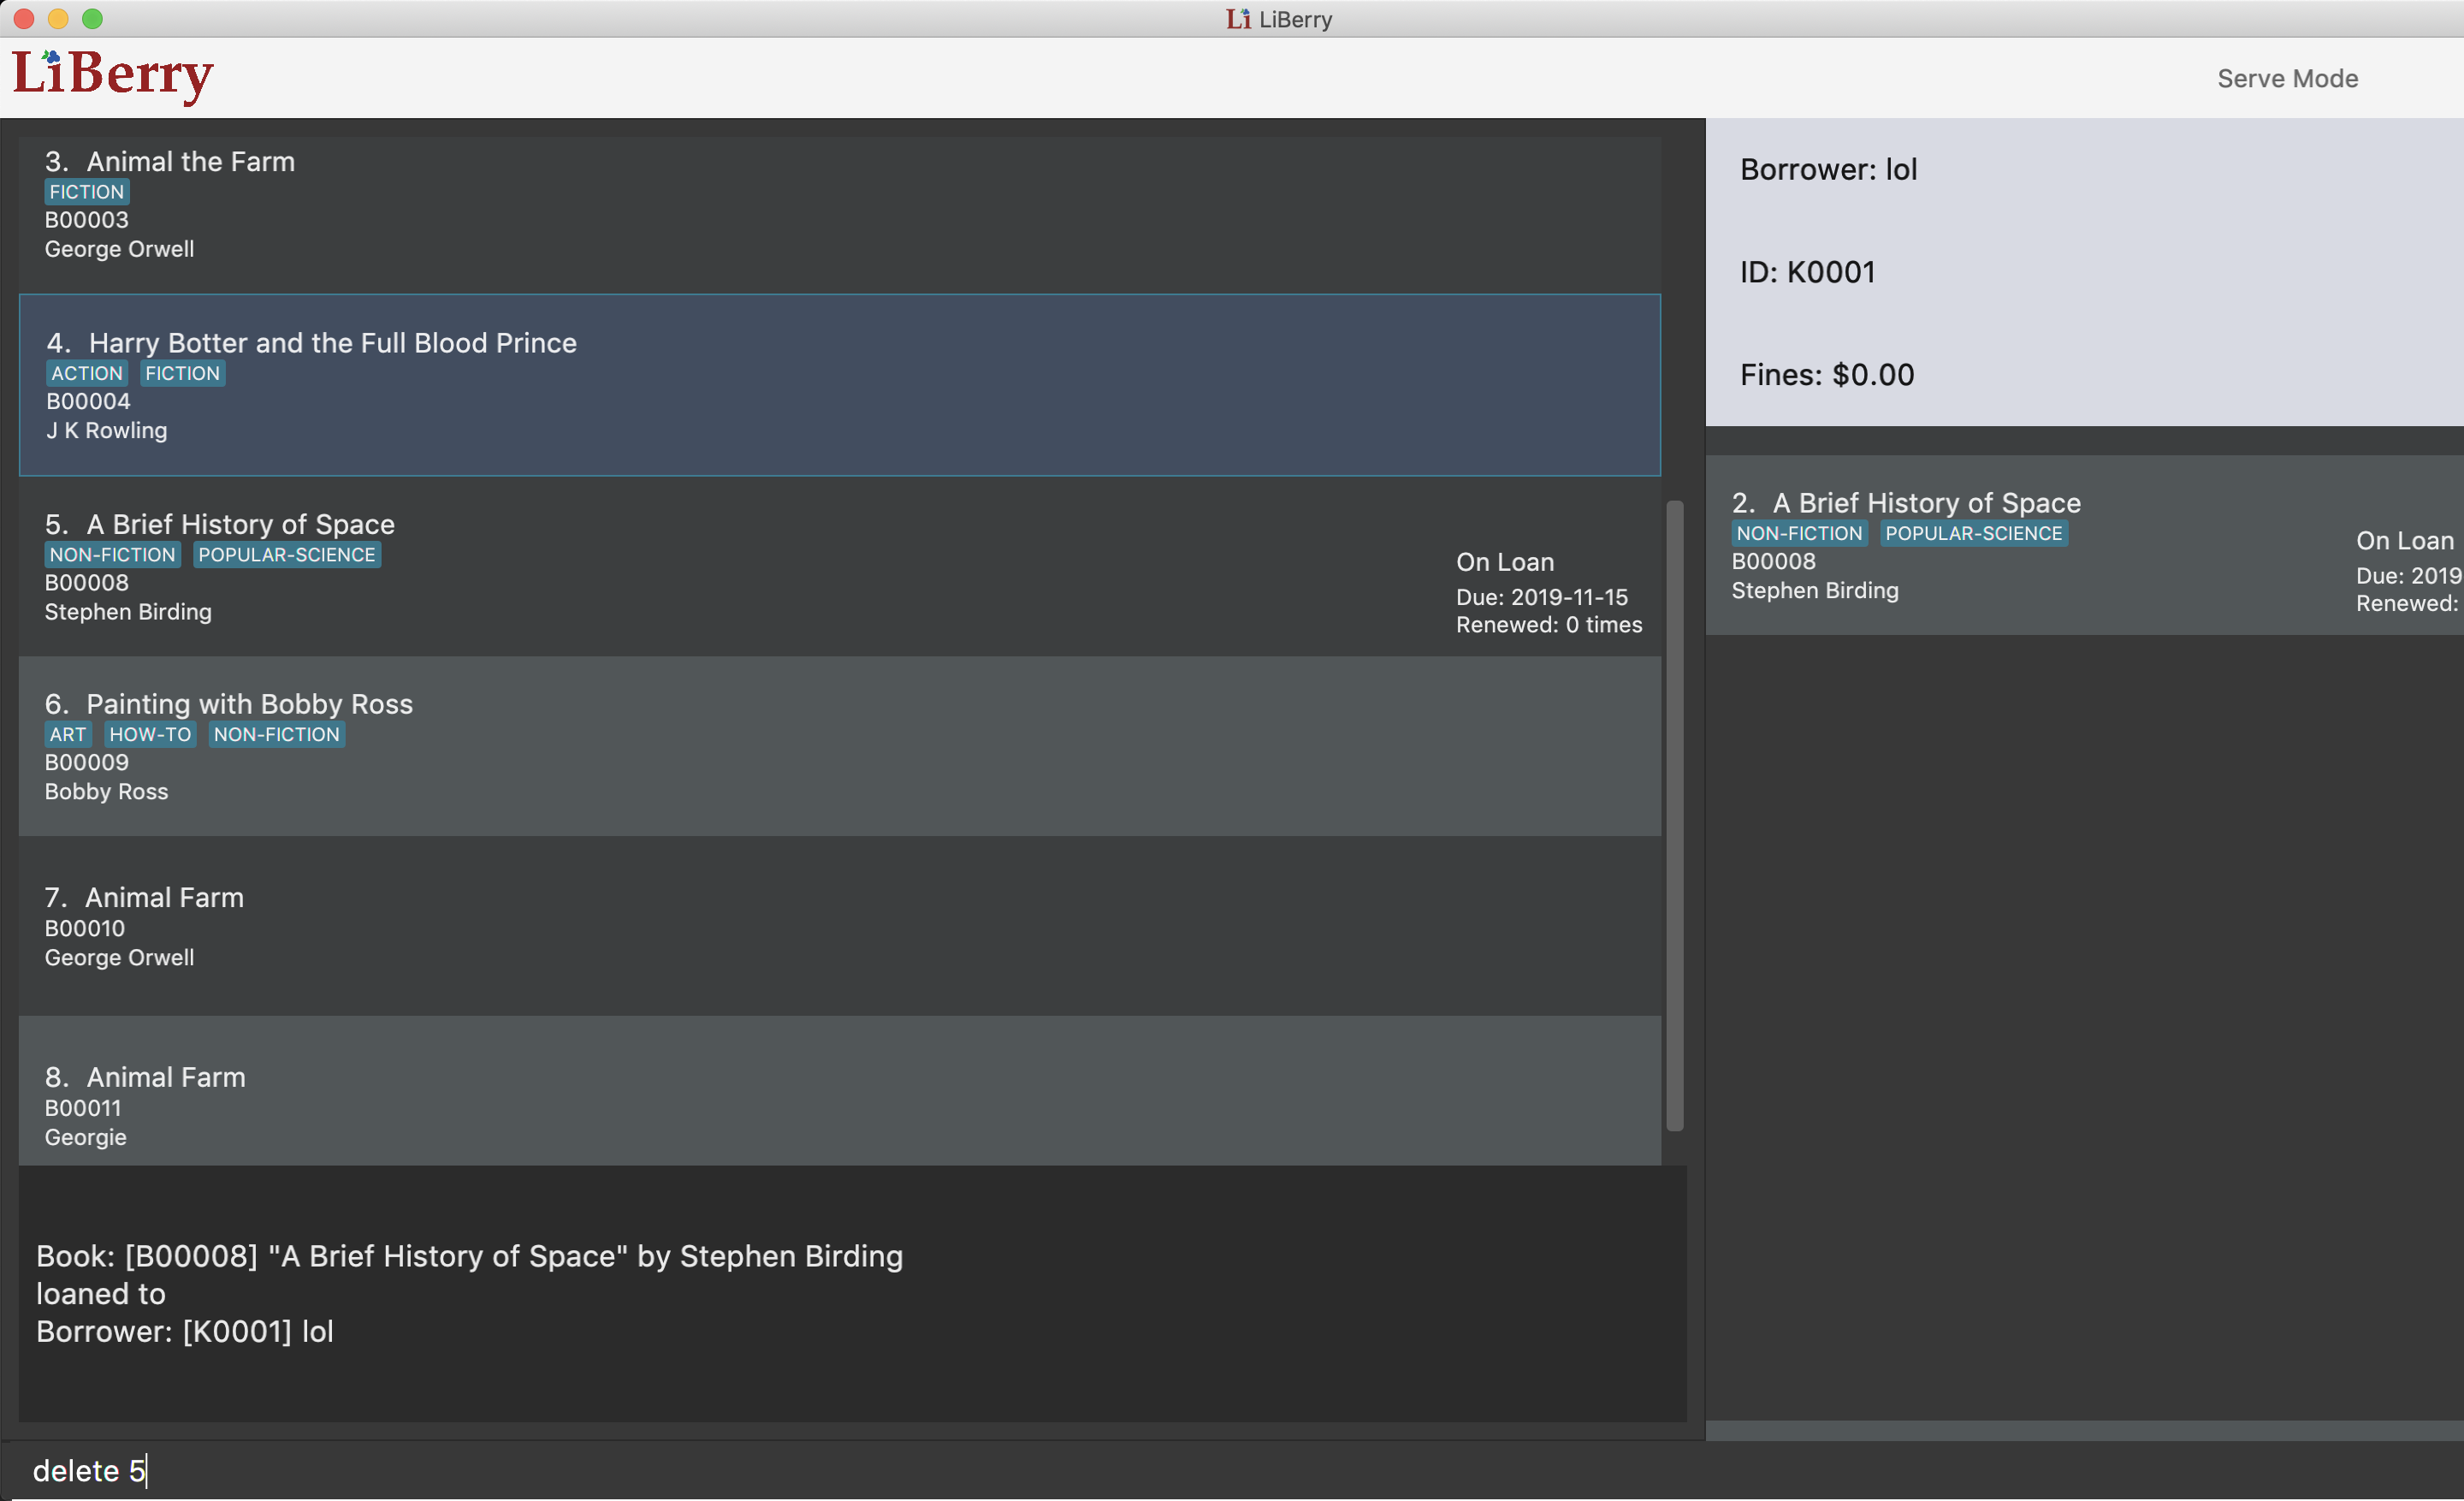 Li LiBerry
LiBerry
Serve Mode
3. Animal the Farm
FICTION
B00003
George Orwell
4. Harry Botter and the Full Blood Prince
ACTION FICTION
B00004
J K Rowling
5. A Brief History of Space
NON-FICTION POPULAR-SCIENCE
B00008
Stephen Birding
On Loan
Due: 2019-11-15
Renewed: 0 times
6. Painting with Bobby Ross
ART HOW-TO NON-FICTION
B00009
Bobby Ross
7. Animal Farm
B00010
George Orwell
8. Animal Farm
B00011
Georgie
Book: [B00008] "A Brief History of Space" by Stephen Birding
loaned to
Borrower: [K0001] lol
delete 5
Borrower: lol
ID: K0001
Fines: $0.00
2. A Brief History of Space
NON-FICTION POPULAR-SCIENCE
B00008
Stephen Birding
On Loan
Due: 2019
Renewed: